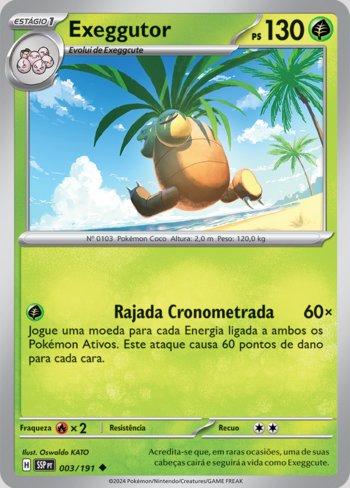 ESTÁGIO 1
Exeggutor
PS 130
Evolui de Exeggcute
Nº 0103 Pokémon Coco Altura: 2,0 m Peso: 120,0 kg
Rajada Cronometrada 60×
Jogue uma moeda para cada Energia ligada a ambos os
Pokémon Ativos. Este ataque causa 60 pontos de dano
para cada cara.
Fraqueza ×2 Resistência Recuo
Ilust. Oswaldo KATO
H SSP PT 003/191
Acredita-se que, em raras ocasiões, uma de suas
cabeças cairá e seguirá a vida como Exeggcute.
©2024 Pokémon/Nintendo/Creatures/GAME FREAK